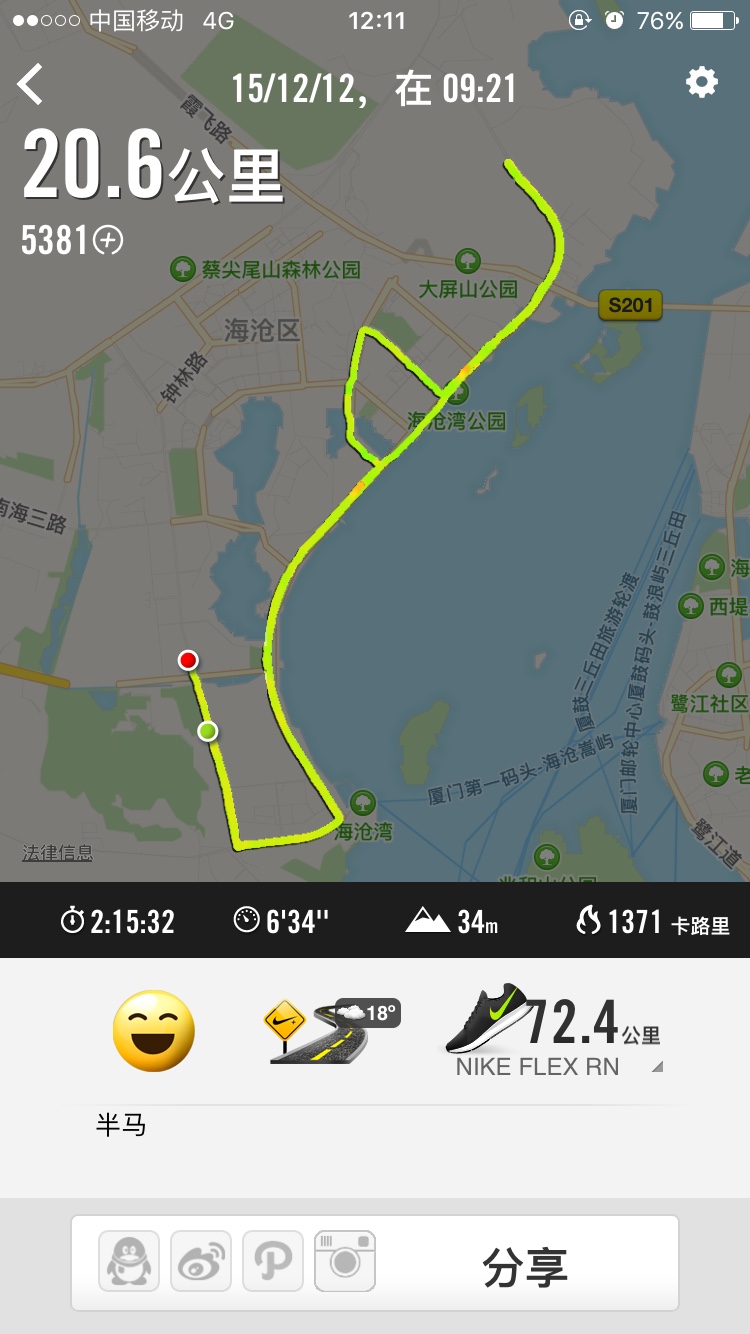 中国移动 4G 12:11 76%
15/12/12， 在 09:21
20.6公里
5381
霞飞路
蔡尖尾山森林公园
大屏山公园
S201
海沧区
钟林路
海沧湾公园
南海三路
厦鼓三丘田旅游轮渡
厦门邮轮中心厦鼓码头-鼓浪屿三丘田
海
西堤
鹭江社区
厦门第一码头-海沧嵩屿
老
海沧湾
鹭江道
法律信息
2:15:32 6'34'' 34m 1371 卡路里
18°
72.4公里
NIKE FLEX RN
半马
分享